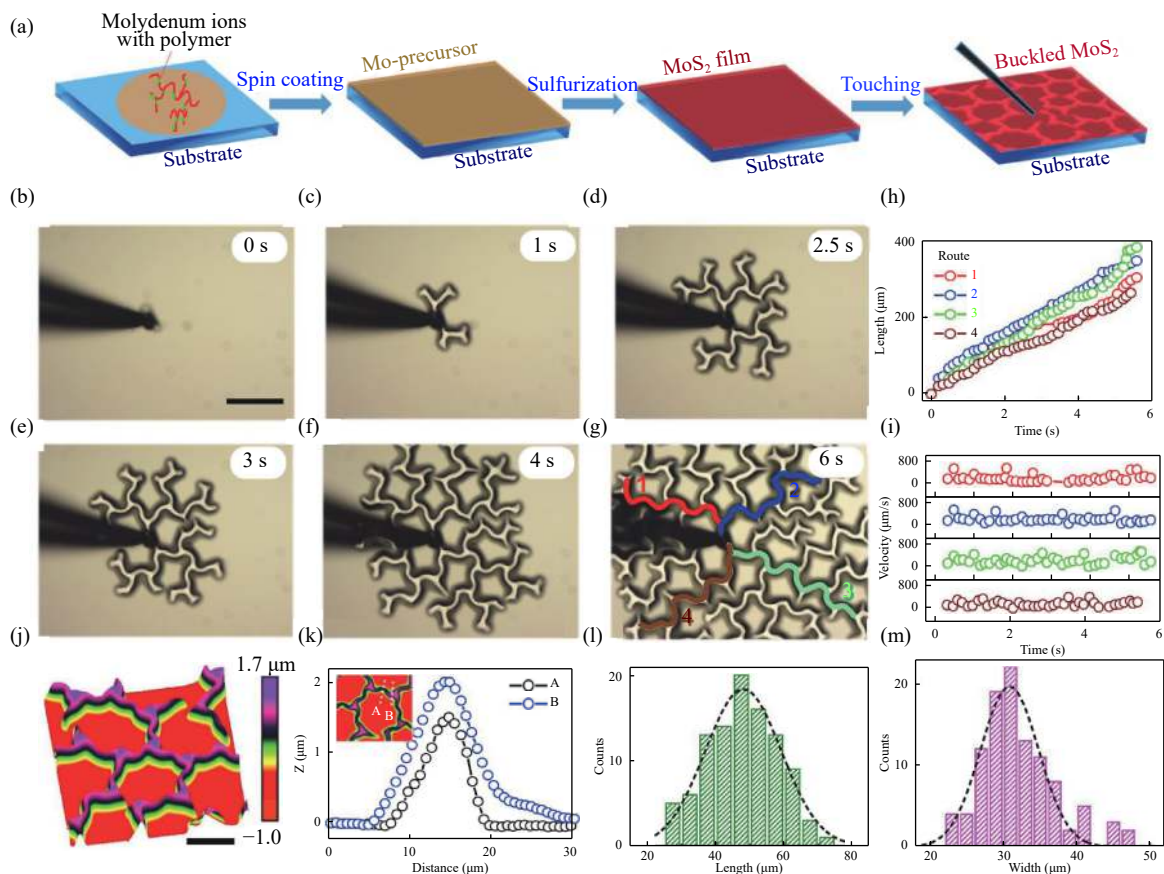 (a)
Molydenum ions
with polymer
Spin coating
Mo-precursor
Sulfurization
MoS₂ film
Touching
Buckled MoS₂
Substrate
Substrate
Substrate
Substrate
(b)
(c)
(d)
(h)
0 s
1 s
2.5 s
400
200
0
Length (μm)
Route
1
2
3
4
0 2 4 6
Time (s)
(e)
(f)
(g)
(i)
3 s
4 s
6 s
1
2
3
4
800
0
800
0
800
0
800
0
Velocity (μm/s)
0 2 4 6
Time (s)
(j)
(k)
(l)
(m)
1.7 μm
−1.0
2
1
0
Z (μm)
A B
A
B
0 10 20 30
Distance (μm)
20
10
0
Counts
20 40 60 80
Length (μm)
20
10
0
Counts
20 30 40 50
Width (μm)